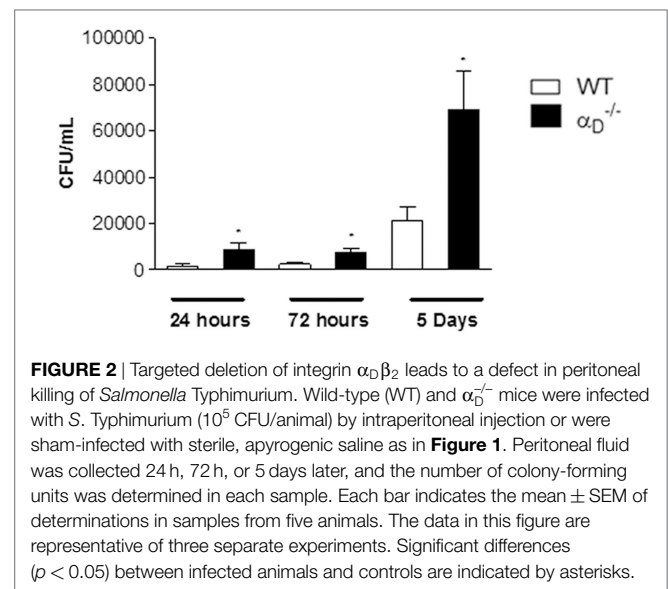 100000
80000
60000
40000
20000
0
CFU/mL
*
*
*
WT
αD-/-
24 hours
72 hours
5 Days
FIGURE 2 | Targeted deletion of integrin αDβ2 leads to a defect in peritoneal
killing of Salmonella Typhimurium. Wild-type (WT) and αD−/− mice were infected
with S. Typhimurium (10⁵ CFU/animal) by intraperitoneal injection or were
sham-infected with sterile, apyrogenic saline as in Figure 1. Peritoneal fluid
was collected 24 h, 72 h, or 5 days later, and the number of colony-forming
units was determined in each sample. Each bar indicates the mean ± SEM of
determinations in samples from five animals. The data in this figure are
representative of three separate experiments. Significant differences
(p < 0.05) between infected animals and controls are indicated by asterisks.